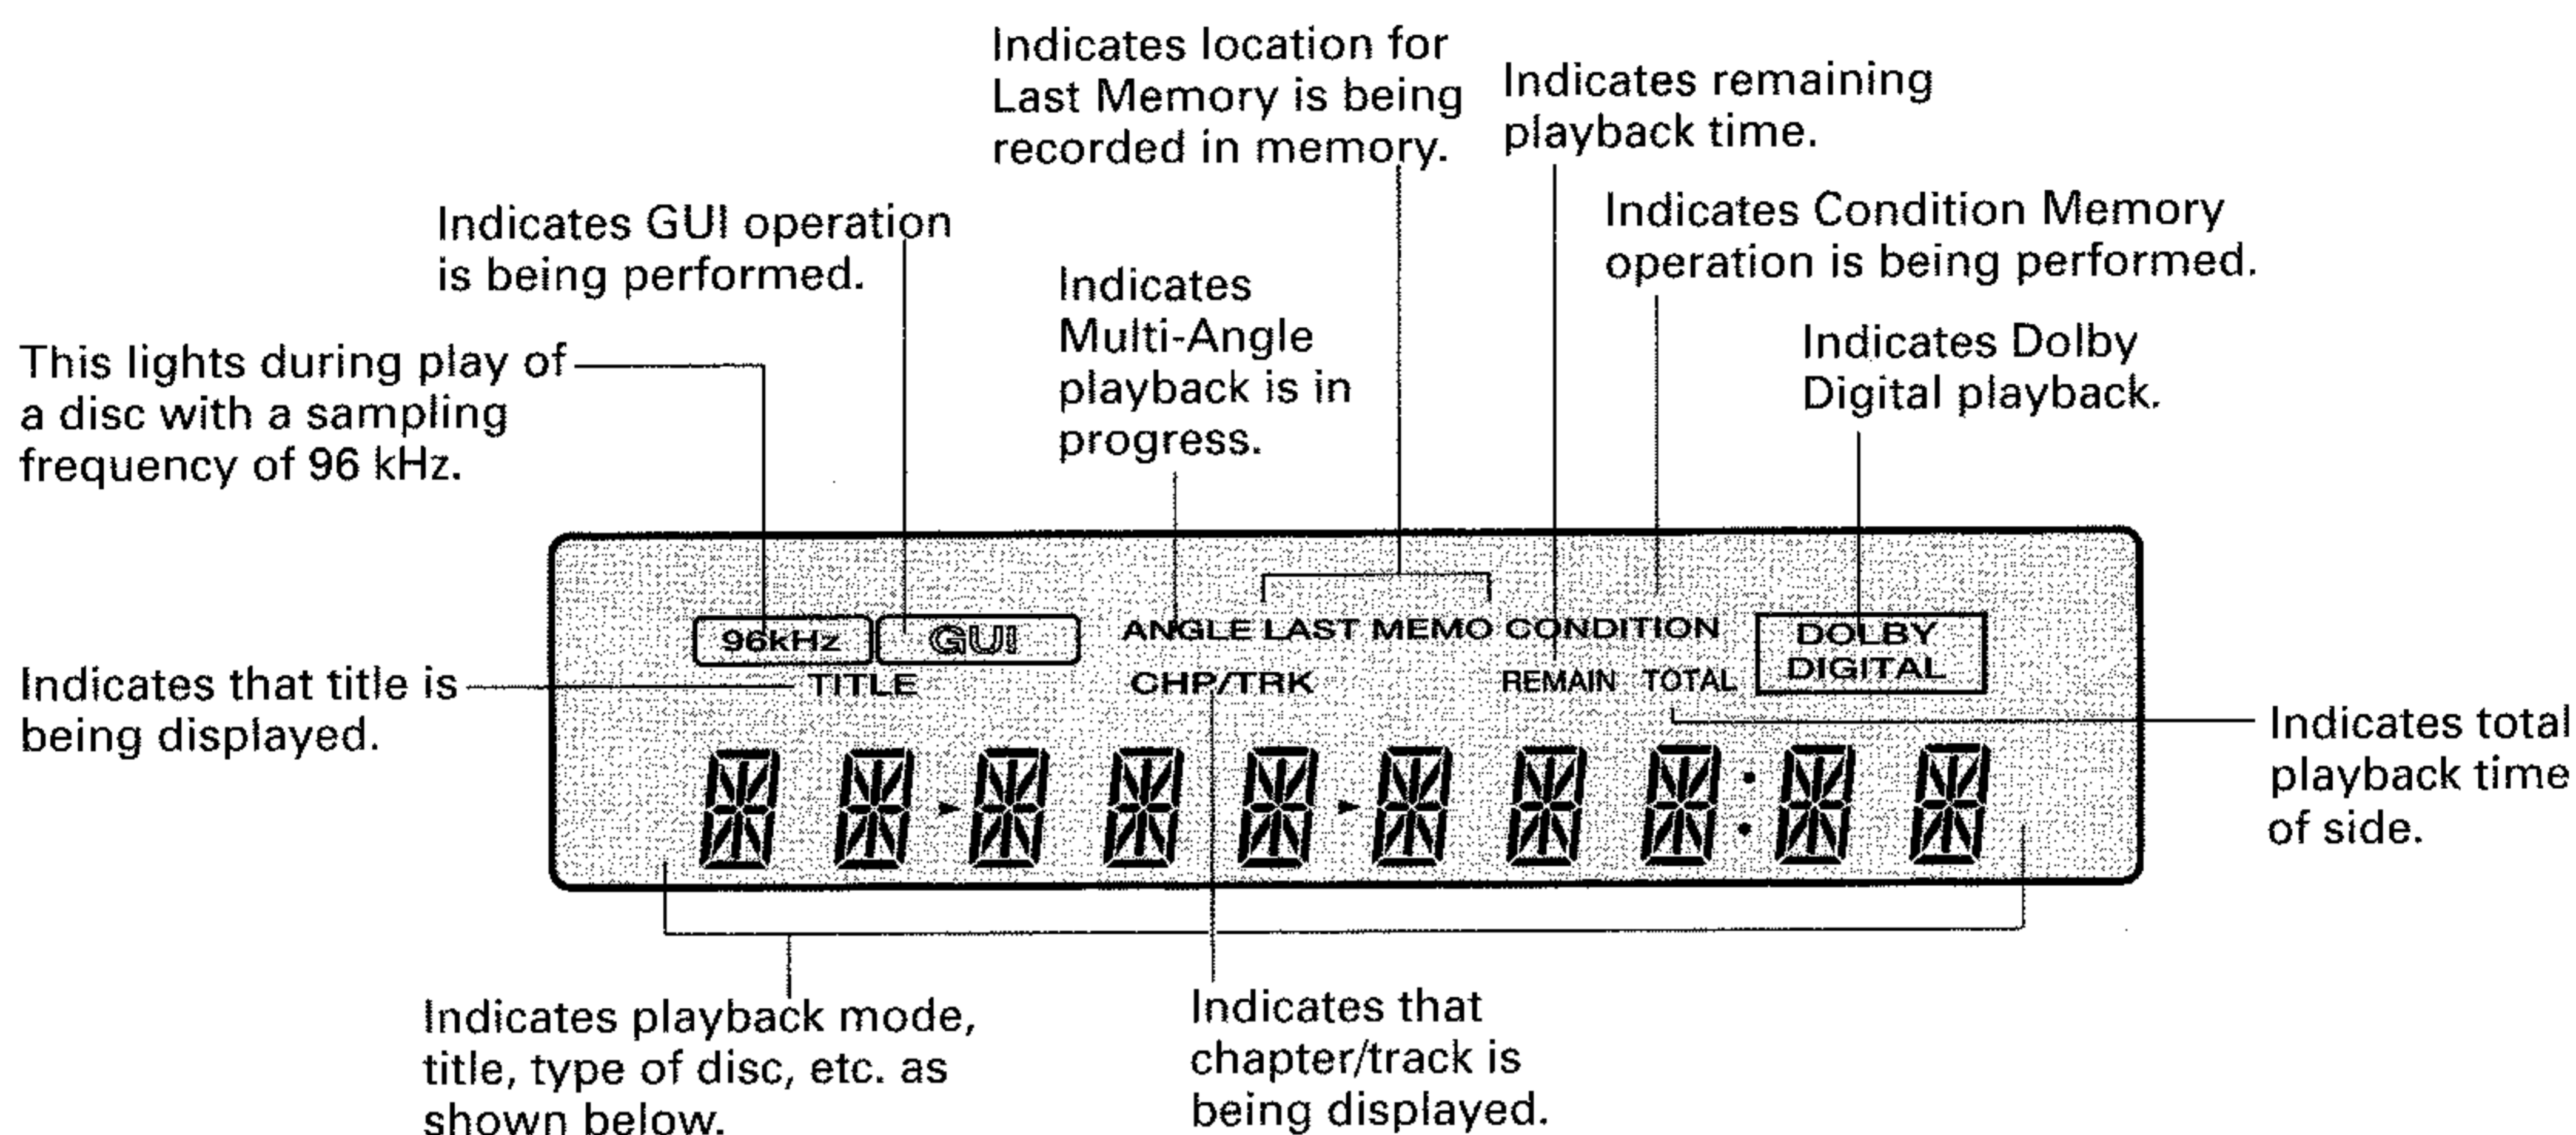 Indicates location for
Last Memory is being
recorded in memory.
Indicates remaining
playback time.
Indicates GUI operation
is being performed.
Indicates
Multi-Angle
playback is in
progress.
Indicates Condition Memory
operation is being performed.
This lights during play of
a disc with a sampling
frequency of 96 kHz.
Indicates Dolby
Digital playback.
96kHz GUI ANGLE LAST MEMO CONDITION DOLBY
DIGITAL
TITLE CHP/TRK REMAIN TOTAL
Indicates that title is
being displayed.
Indicates total
playback time
of side.
Indicates playback mode,
title, type of disc, etc. as
shown below.
Indicates that
chapter/track is
being displayed.